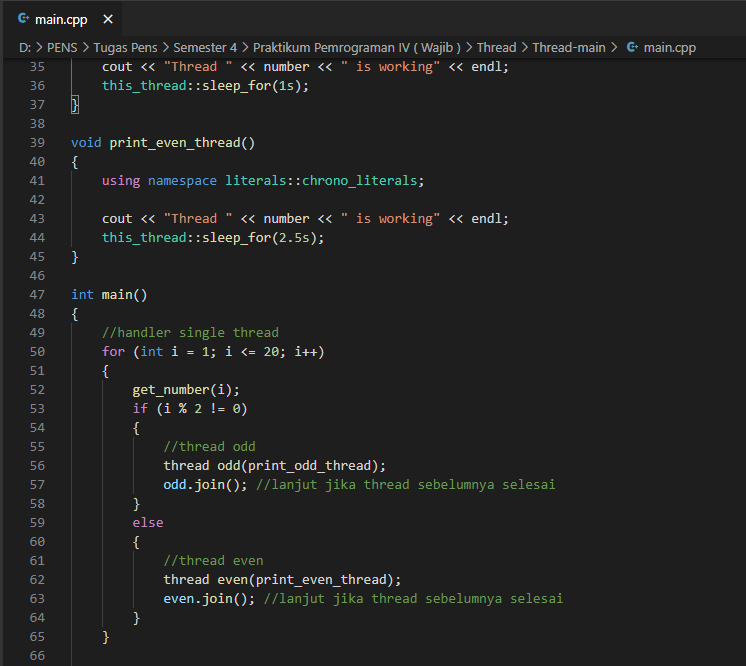 main.cpp
D: > PENS > Tugas Pens > Semester 4 > Praktikum Pemrograman IV ( Wajib ) > Thread > Thread-main > main.cpp
35 cout << "Thread " << number << " is working" << endl;
36 this_thread::sleep_for(1s);
37 }
38
39 void print_even_thread()
40 {
41 using namespace literals::chrono_literals;
42
43 cout << "Thread " << number << " is working" << endl;
44 this_thread::sleep_for(2.5s);
45 }
46
47 int main()
48 {
49 //handler single thread
50 for (int i = 1; i <= 20; i++)
51 {
52 get_number(i);
53 if (i % 2 != 0)
54 {
55 //thread odd
56 thread odd(print_odd_thread);
57 odd.join(); //lanjut jika thread sebelumnya selesai
58 }
59 else
60 {
61 //thread even
62 thread even(print_even_thread);
63 even.join(); //lanjut jika thread sebelumnya selesai
64 }
65 }
66